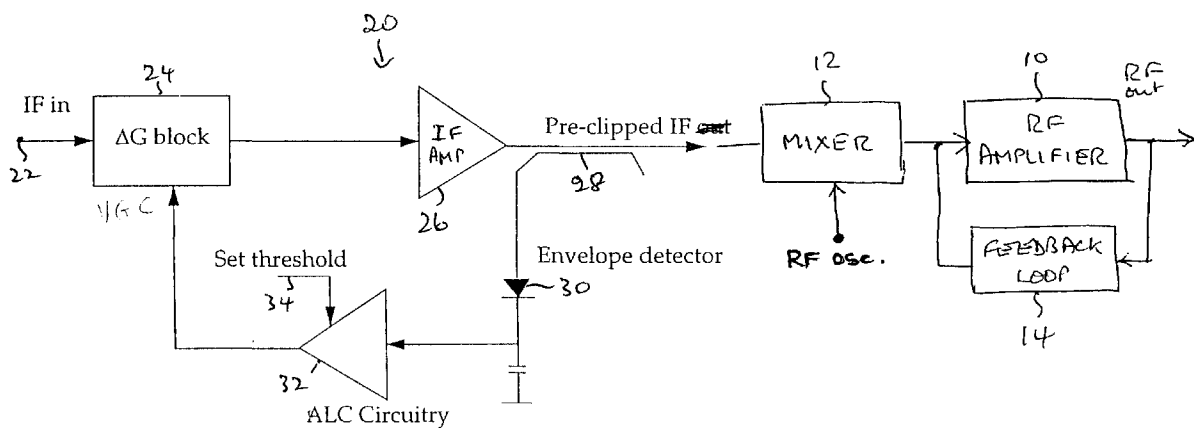 20
24
IF in
22
ΔG block
VGC
IF
AMP
26
Pre-clipped IF
28
12
MIXER
RF osc.
10
RF
AMPLIFIER
RF
out
FEEDBACK
LOOP
14
Set threshold
34
Envelope detector
30
32
ALC Circuitry